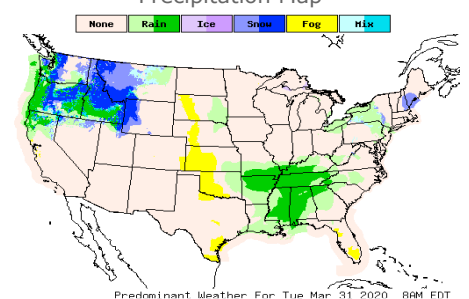 Precipitation Map
None Rain Ice Snow Fog Mix
Predominant Weather For Tue Mar 31 2020 8AM EDT